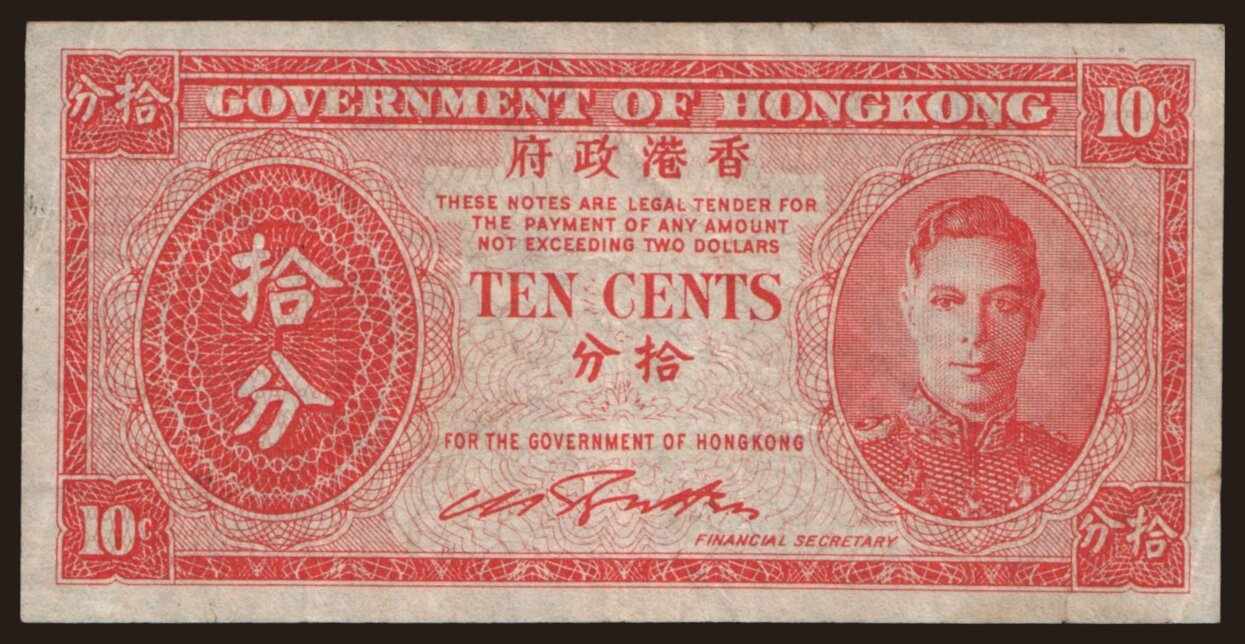 拾分
GOVERNMENT OF HONGKONG
10c
香港政府
THESE NOTES ARE LEGAL TENDER FOR
THE PAYMENT OF ANY AMOUNT
NOT EXCEEDING TWO DOLLARS
拾分
TEN CENTS
拾分
FOR THE GOVERNMENT OF HONGKONG
FINANCIAL SECRETARY
10c
拾分